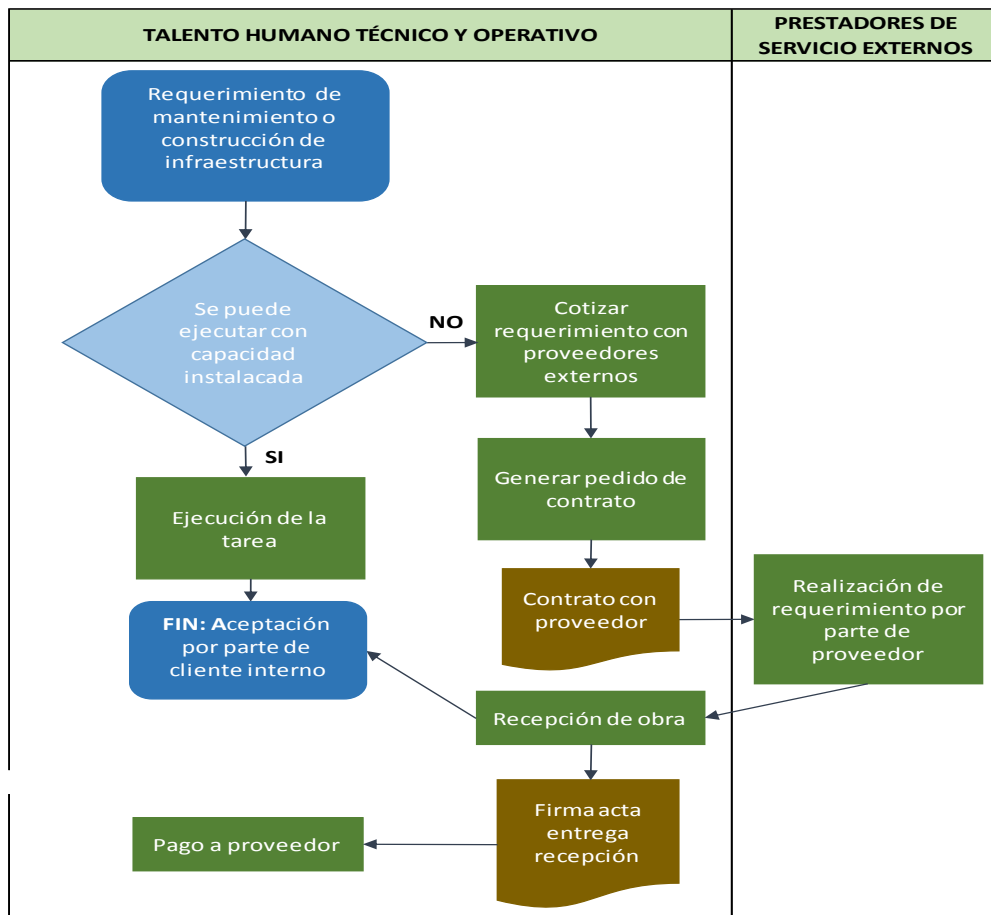 TALENTO HUMANO TÉCNICO Y OPERATIVO
PRESTADORES DE
SERVICIO EXTERNOS
Requerimiento de
mantenimiento o
construcción de
infraestructura
Se puede
ejecutar con
capacidad
instalacada
NO
Cotizar
requerimiento con
proveedores
externos
SI
Generar pedido de
contrato
Ejecución de la
tarea
Contrato con
proveedor
Realización de
requerimiento por
parte de
proveedor
FIN: Aceptación
por parte de
cliente interno
Recepción de obra
Firma acta
entrega
recepción
Pago a proveedor